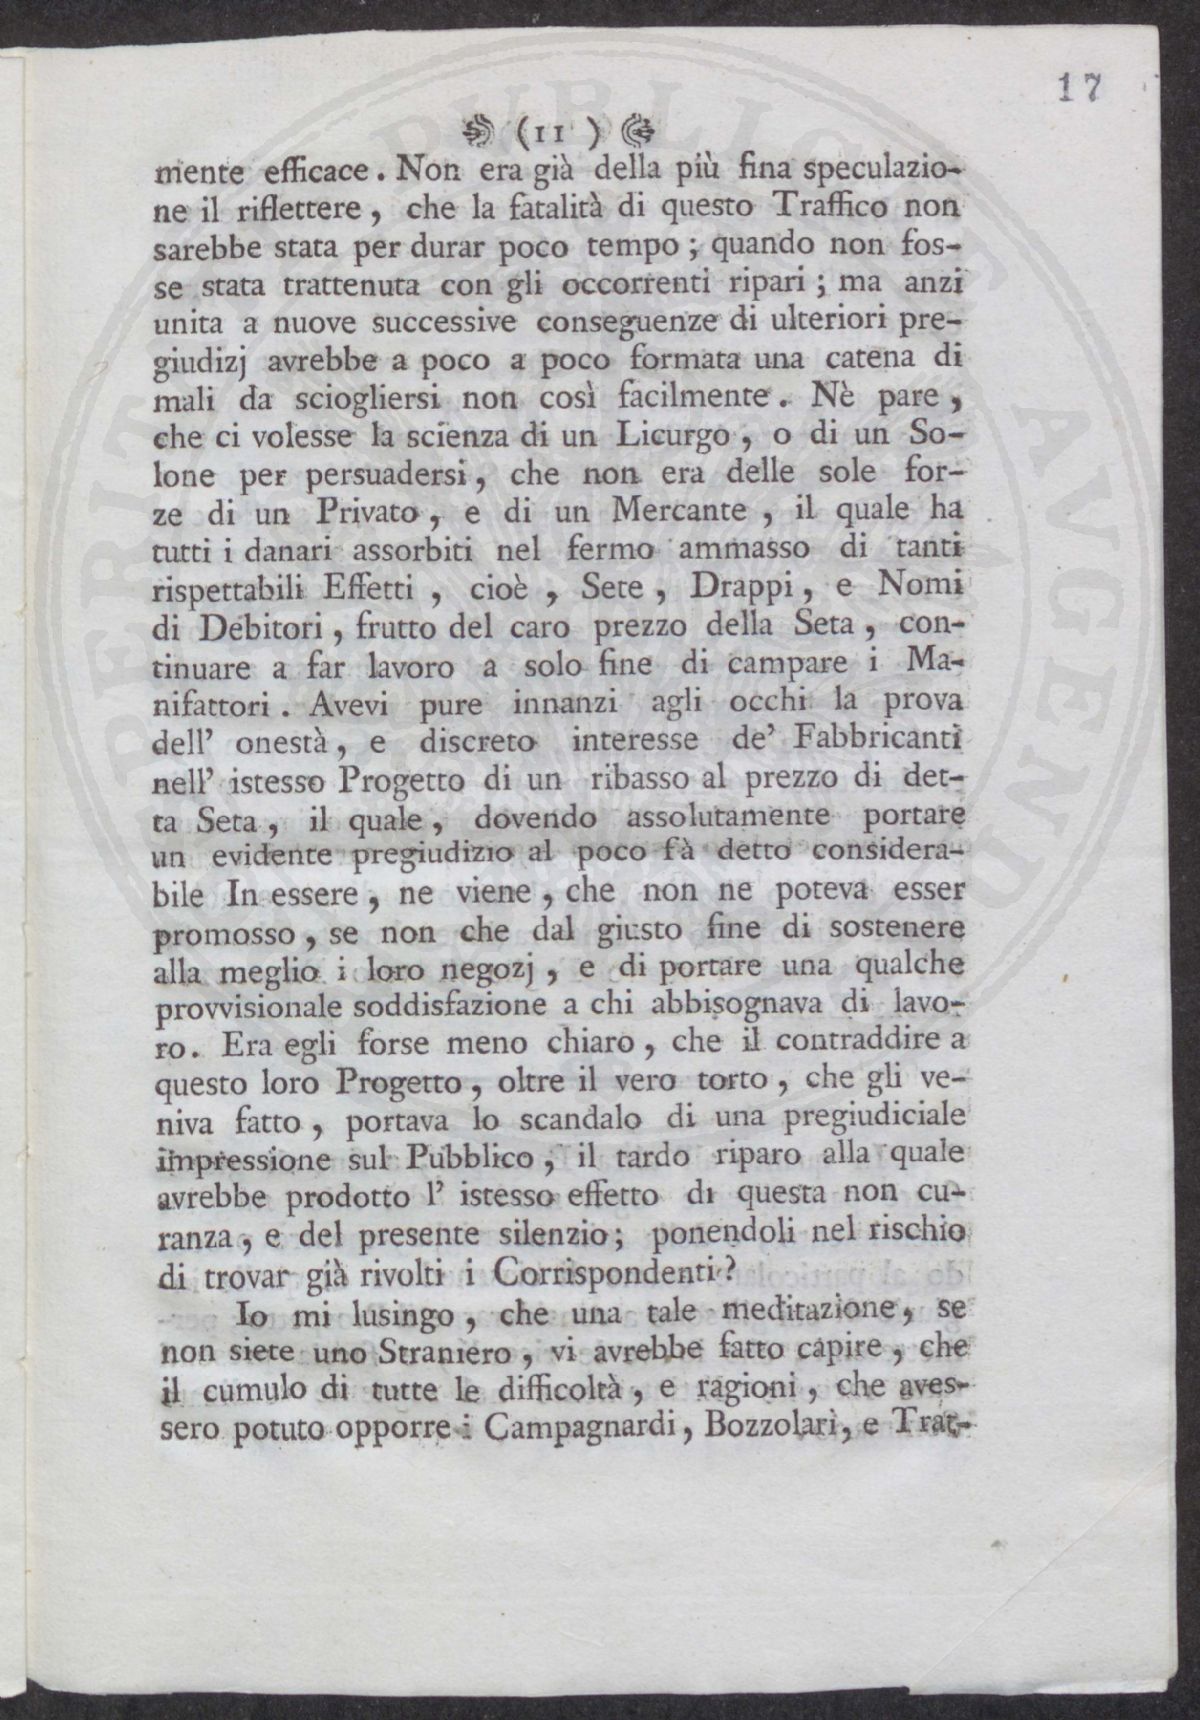 17
( 11 )
mente efficace. Non era già della più fina speculazio-
ne il riflettere, che la fatalità di questo Traffico non
sarebbe stata per durar poco tempo; quando non fos-
se stata trattenuta con gli occorrenti ripari; ma anzi
unita a nuove successive conseguenze di ulteriori pre-
giudizj avrebbe a poco a poco formata una catena di
mali da sciogliersi non così facilmente. Nè pare,
che ci volesse la scienza di un Licurgo, o di un So-
lone per persuadersi, che non era delle sole for-
ze di un Privato, e di un Mercante, il quale ha
tutti i danari assorbiti nel fermo ammasso di tanti
rispettabili Effetti, cioè, Sete, Drappi, e Nomi
di Debitori, frutto del caro prezzo della Seta, con-
tinuare a far lavoro a solo fine di campare i Ma-
nifattori. Avevi pure innanzi agli occhi la prova
dell' onestà, e discreto interesse de' Fabbricanti
nell' istesso Progetto di un ribasso al prezzo di det-
ta Seta, il quale, dovendo assolutamente portare
un evidente pregiudizio al poco fà detto considera-
bile In essere, ne viene, che non ne poteva esser
promosso, se non che dal giusto fine di sostenere
alla meglio i loro negozj, e di portare una qualche
provvisionale soddisfazione a chi abbisognava di lavo-
ro. Era egli forse meno chiaro, che il contraddire a
questo loro Progetto, oltre il vero torto, che gli ve-
niva fatto, portava lo scandalo di una pregiudiciale
impressione sul Pubblico, il tardo riparo alla quale
avrebbe prodotto l' istesso effetto di questa non cu-
ranza, e del presente silenzio; ponendoli nel rischio
di trovar già rivolti i Corrispondenti?
Io mi lusingo, che una tale meditazione, se
non siete uno Straniero, vi avrebbe fatto capire, che
il cumulo di tutte le difficoltà, e ragioni, che aves-
sero potuto opporre i Campagnardi, Bozzolari, e Trat-